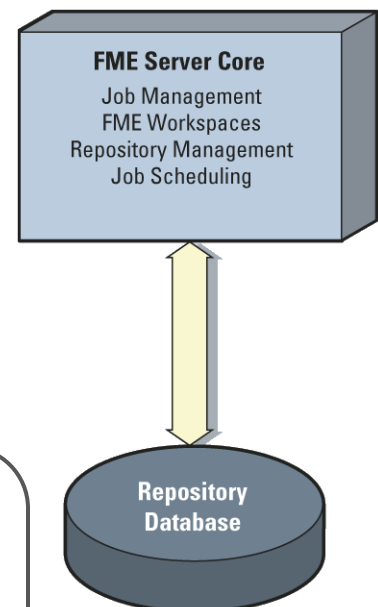 FME Server Core
Job Management
FME Workspaces
Repository Management
Job Scheduling
Repository
Database